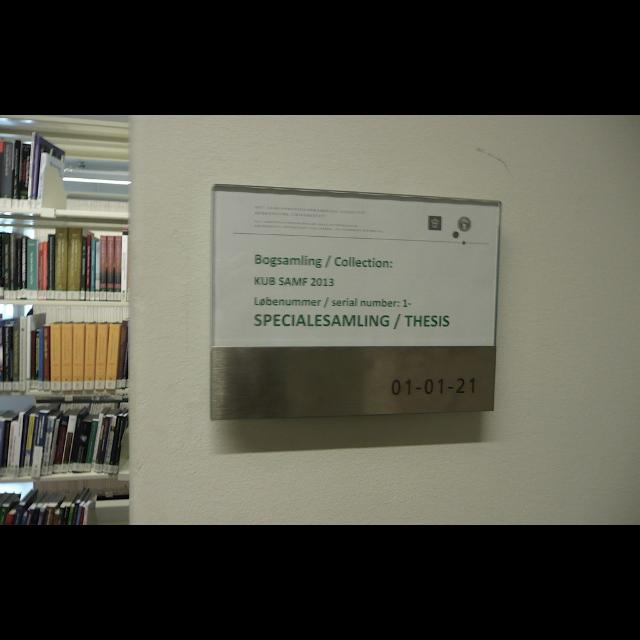 Bogsamling / Collection:
KUB SAMF 2013
Løbenummer / serial number: 1-
SPECIALESAMLING / THESIS
01-01-21